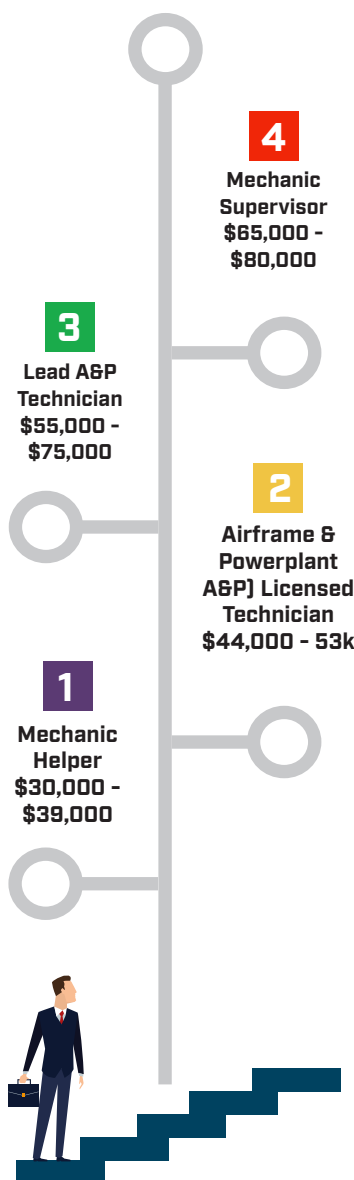 4
Mechanic
Supervisor
$65,000 -
$80,000
3
Lead A&P
Technician
$55,000 -
$75,000
2
Airframe &
Powerplant
A&P) Licensed
Technician
$44,000 - 53k
1
Mechanic
Helper
$30,000 -
$39,000